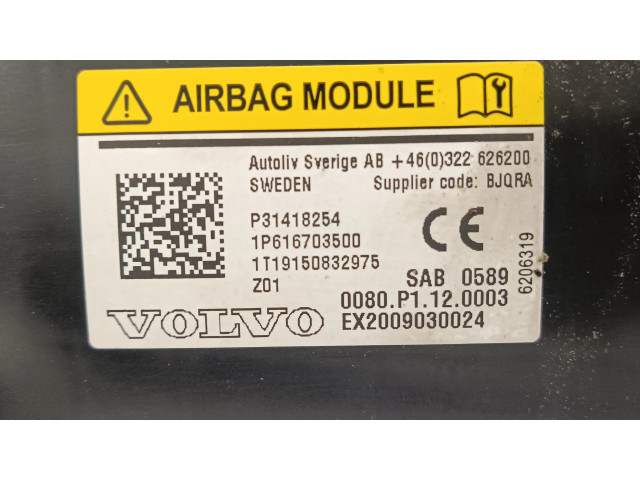 AIRBAG MODULE
Autoliv Sverige AB +46(0)322 626200
SWEDEN Supplier code: BJQRA
P31418254
1P616703500
1T19150832975
Z01
SAB 0589
0080.P1.12.0003
VOLVO EX2009030024
6206319